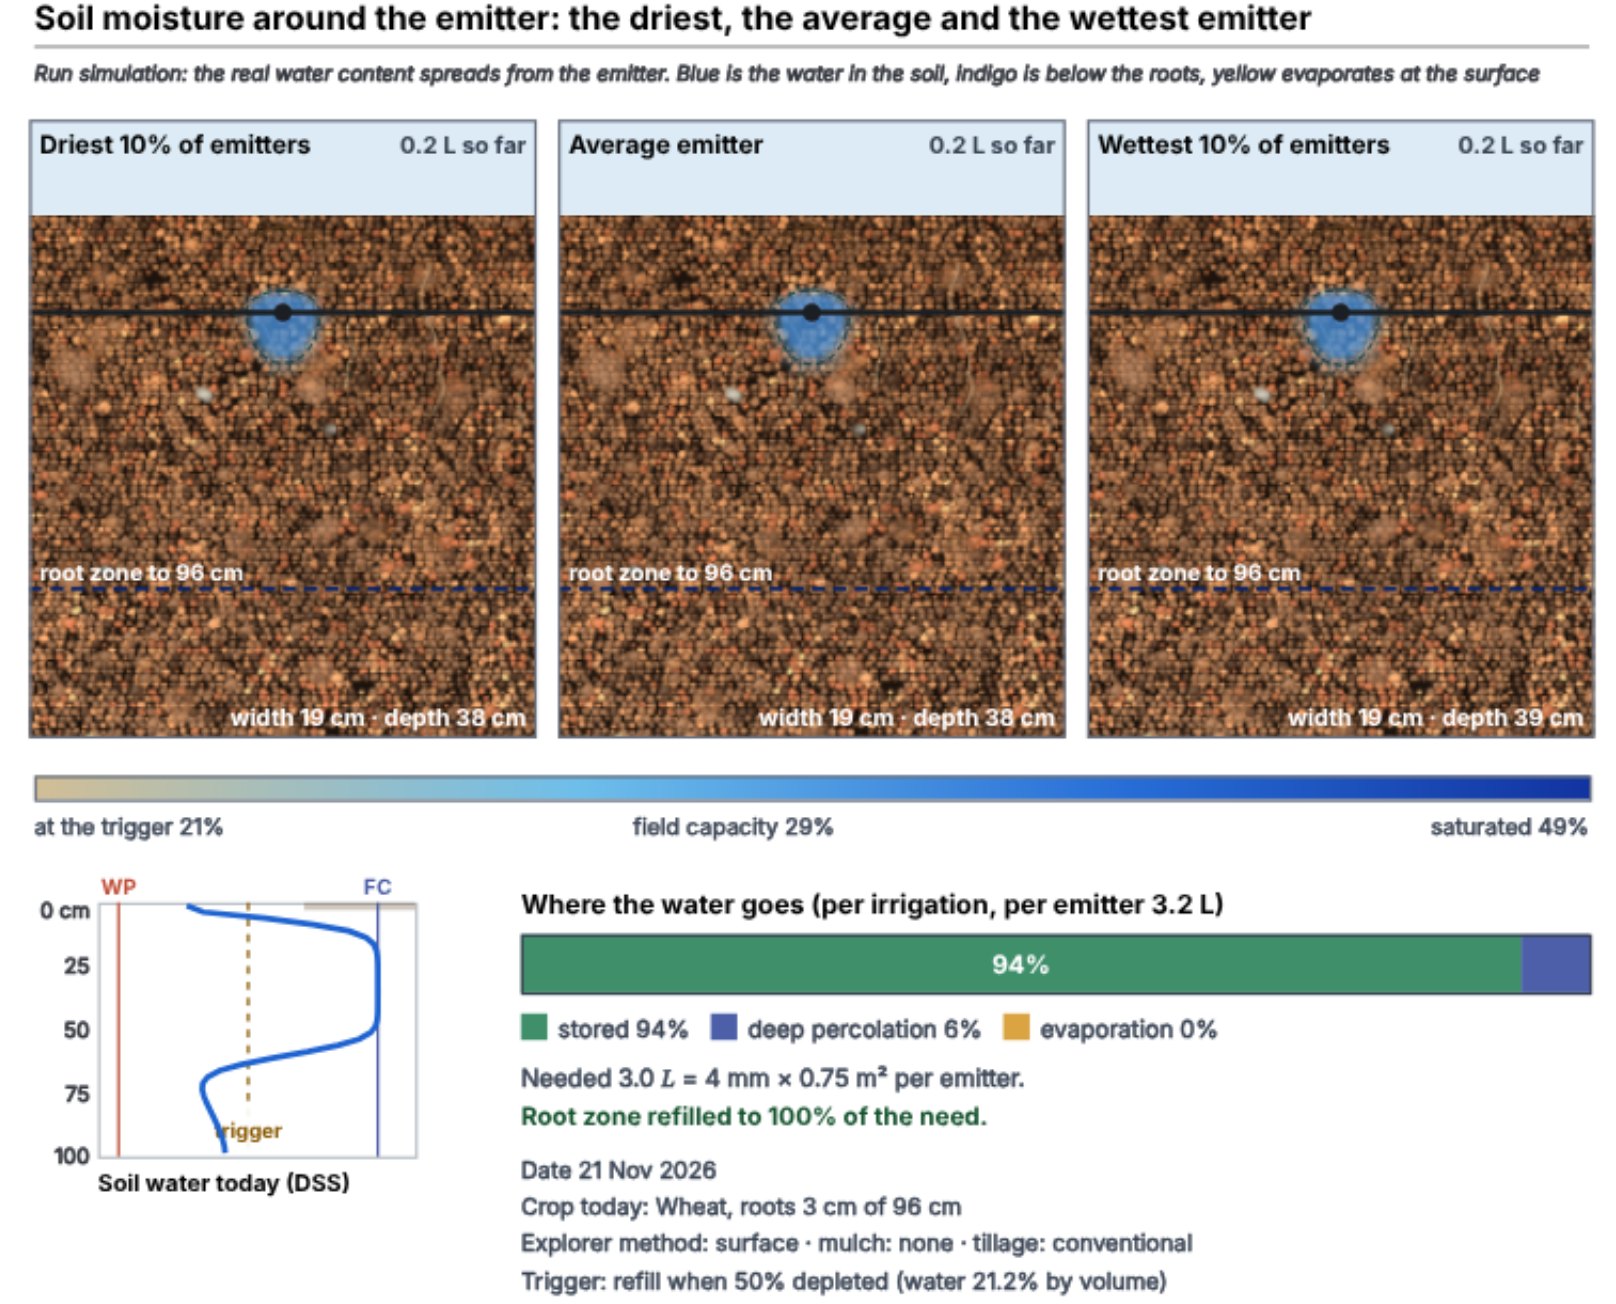 Soil moisture around the emitter: the driest, the average and the wettest emitter
Run simulation: the real water content spreads from the emitter. Blue is the water in the soil, indigo is below the roots, yellow evaporates at the surface
Driest 10% of emitters 0.2 L so far
Average emitter 0.2 L so far
Wettest 10% of emitters 0.2 L so far
root zone to 96 cm
root zone to 96 cm
root zone to 96 cm
width 19 cm · depth 38 cm
width 19 cm · depth 38 cm
width 19 cm · depth 39 cm
at the trigger 21% field capacity 29% saturated 49%
WP FC
0 cm
25
50
75
100
trigger
Soil water today (DSS)
Where the water goes (per irrigation, per emitter 3.2 L)
94%
stored 94% deep percolation 6% evaporation 0%
Needed 3.0 L = 4 mm × 0.75 m² per emitter.
Root zone refilled to 100% of the need.
Date 21 Nov 2026
Crop today: Wheat, roots 3 cm of 96 cm
Explorer method: surface · mulch: none · tillage: conventional
Trigger: refill when 50% depleted (water 21.2% by volume)